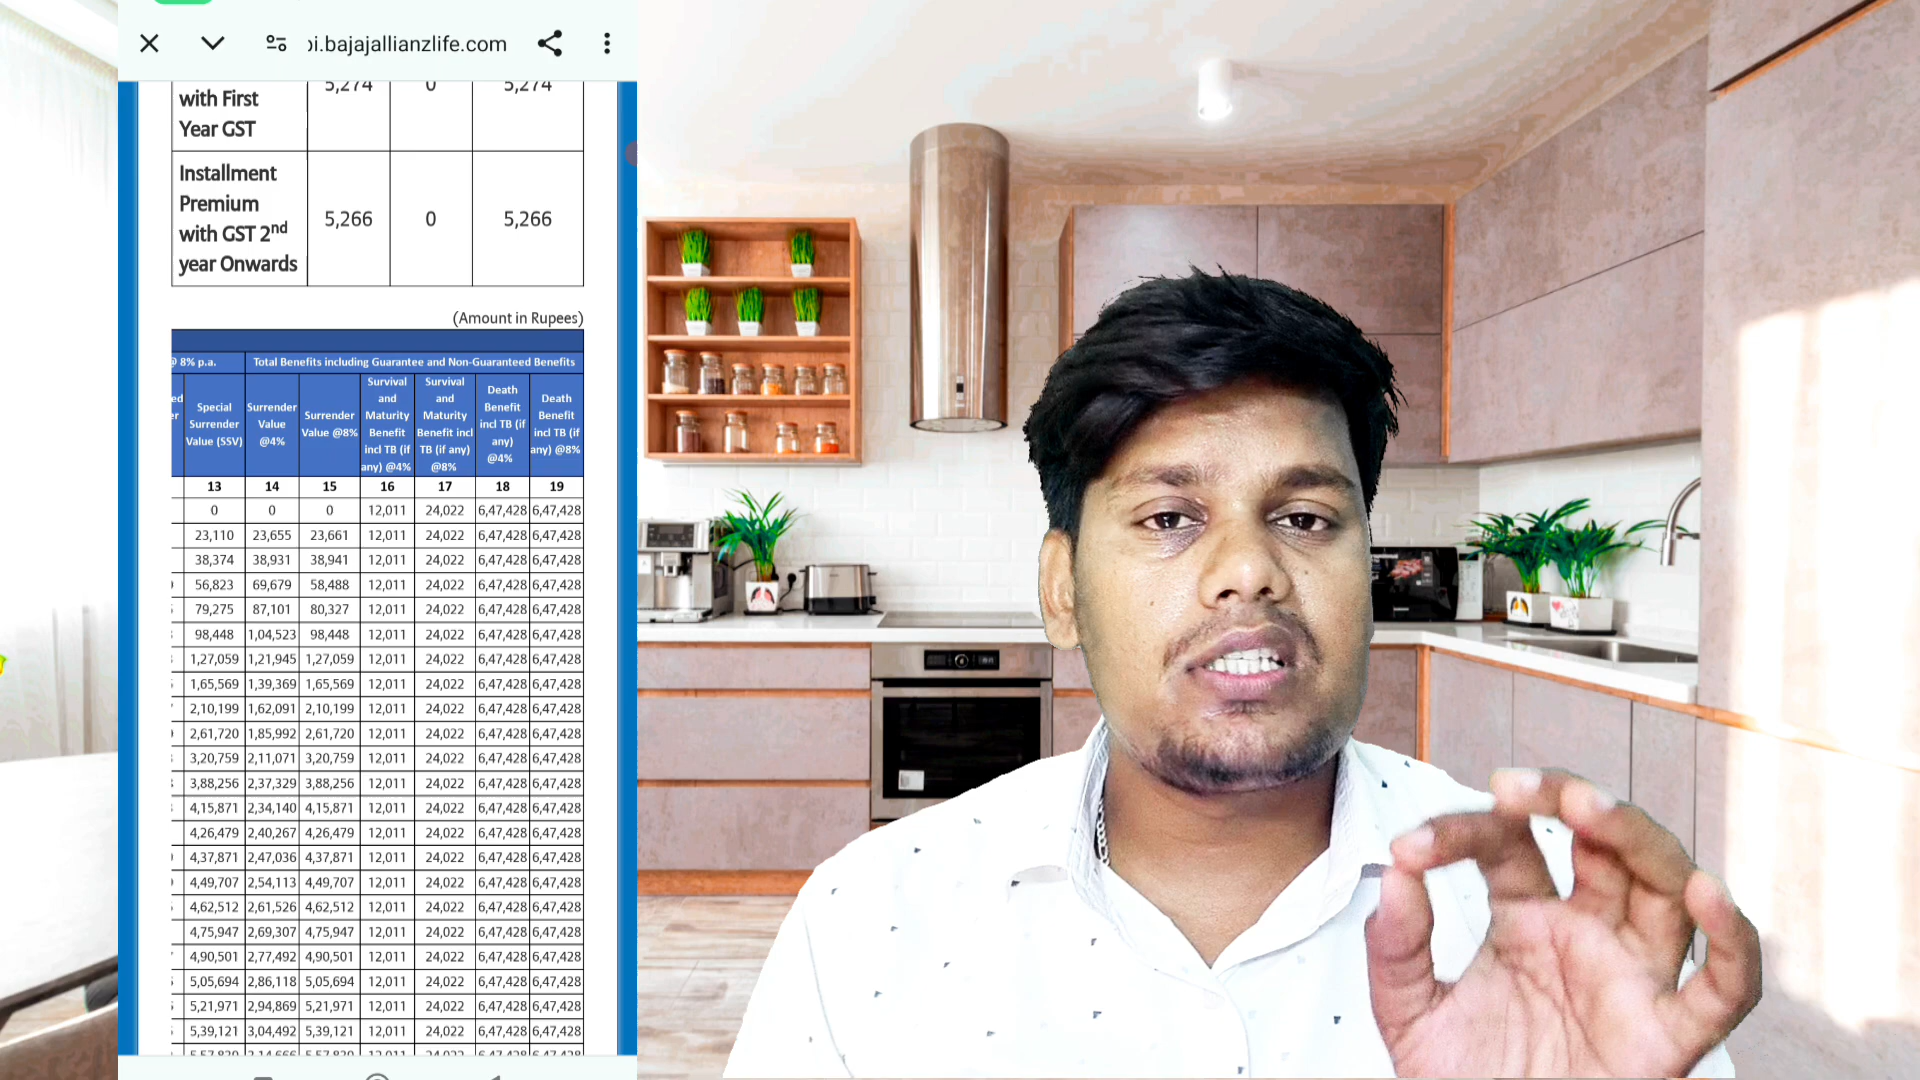 ɔi.bajajallianzlife.com
5,274 0 5,274
with First
Year GST
Installment
Premium
with GST 2nd
year Onwards
5,266 0 5,266
(Amount in Rupees)
@ 8% p.a. Total Benefits including Guarantee and Non-Guaranteed Benefits
Special Surrender Value (SSV)
Surrender Value @4%
Surrender Value @8%
Survival and Maturity Benefit incl TB (if any) @4%
Survival and Maturity Benefit incl TB (if any) @8%
Death Benefit incl TB (if any) @4%
Death Benefit incl TB (if any) @8%
13 14 15 16 17 18 19
0 0 0 12,011 24,022 6,47,428 6,47,428
23,110 23,655 23,661 12,011 24,022 6,47,428 6,47,428
38,374 38,931 38,941 12,011 24,022 6,47,428 6,47,428
56,823 69,679 58,488 12,011 24,022 6,47,428 6,47,428
79,275 87,101 80,327 12,011 24,022 6,47,428 6,47,428
98,448 1,04,523 98,448 12,011 24,022 6,47,428 6,47,428
1,27,059 1,21,945 1,27,059 12,011 24,022 6,47,428 6,47,428
1,65,569 1,39,369 1,65,569 12,011 24,022 6,47,428 6,47,428
2,10,199 1,62,091 2,10,199 12,011 24,022 6,47,428 6,47,428
2,61,720 1,85,992 2,61,720 12,011 24,022 6,47,428 6,47,428
3,20,759 2,11,071 3,20,759 12,011 24,022 6,47,428 6,47,428
3,88,256 2,37,329 3,88,256 12,011 24,022 6,47,428 6,47,428
4,15,871 2,34,140 4,15,871 12,011 24,022 6,47,428 6,47,428
4,26,479 2,40,267 4,26,479 12,011 24,022 6,47,428 6,47,428
4,37,871 2,47,036 4,37,871 12,011 24,022 6,47,428 6,47,428
4,49,707 2,54,113 4,49,707 12,011 24,022 6,47,428 6,47,428
4,62,512 2,61,526 4,62,512 12,011 24,022 6,47,428 6,47,428
4,75,947 2,69,307 4,75,947 12,011 24,022 6,47,428 6,47,428
4,90,501 2,77,492 4,90,501 12,011 24,022 6,47,428 6,47,428
5,05,694 2,86,118 5,05,694 12,011 24,022 6,47,428 6,47,428
5,21,971 2,94,869 5,21,971 12,011 24,022 6,47,428 6,47,428
5,39,121 3,04,492 5,39,121 12,011 24,022 6,47,428 6,47,428